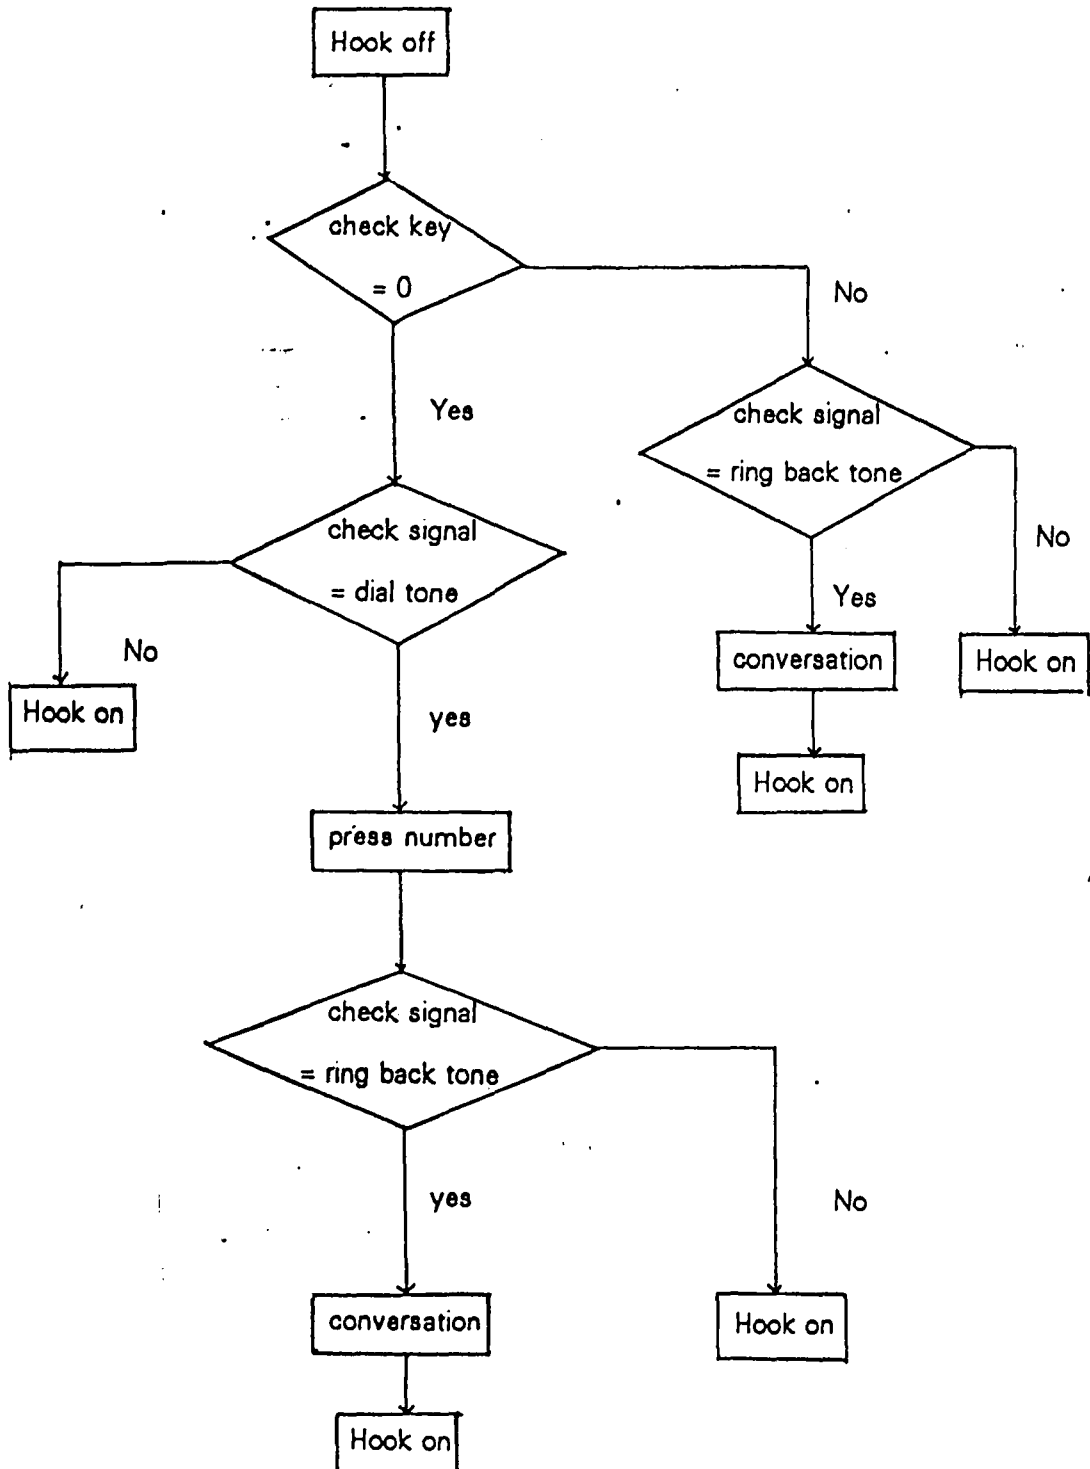 Hook off
check key
= 0
No
Yes
check signal
= ring back tone
check signal
= dial tone
No
Yes
No
conversation
Hook on
Hook on
yes
Hook on
press number
check signal
= ring back tone
yes
No
conversation
Hook on
Hook on